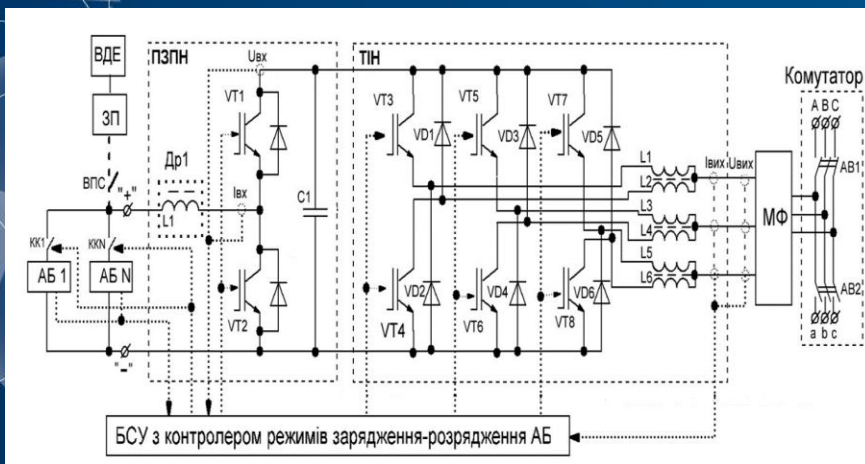 ВДЕ
ЗП
ВПС
"+"
КК1
ККN
АБ 1
АБ N
"-"
ПЗПН
Uвх
VT1
Др1
L1
Iвх
C1
VT2
ТІН
VT3
VD1
VT5
VD3
VT7
VD5
L1
L2
L3
L4
L5
L6
VT4
VD2
VT6
VD4
VT8
VD6
Iвих
Uвих
МФ
Комутатор
A B C
АВ1
АВ2
a b c
БСУ з контролером режимів зарядження-розрядження АБ